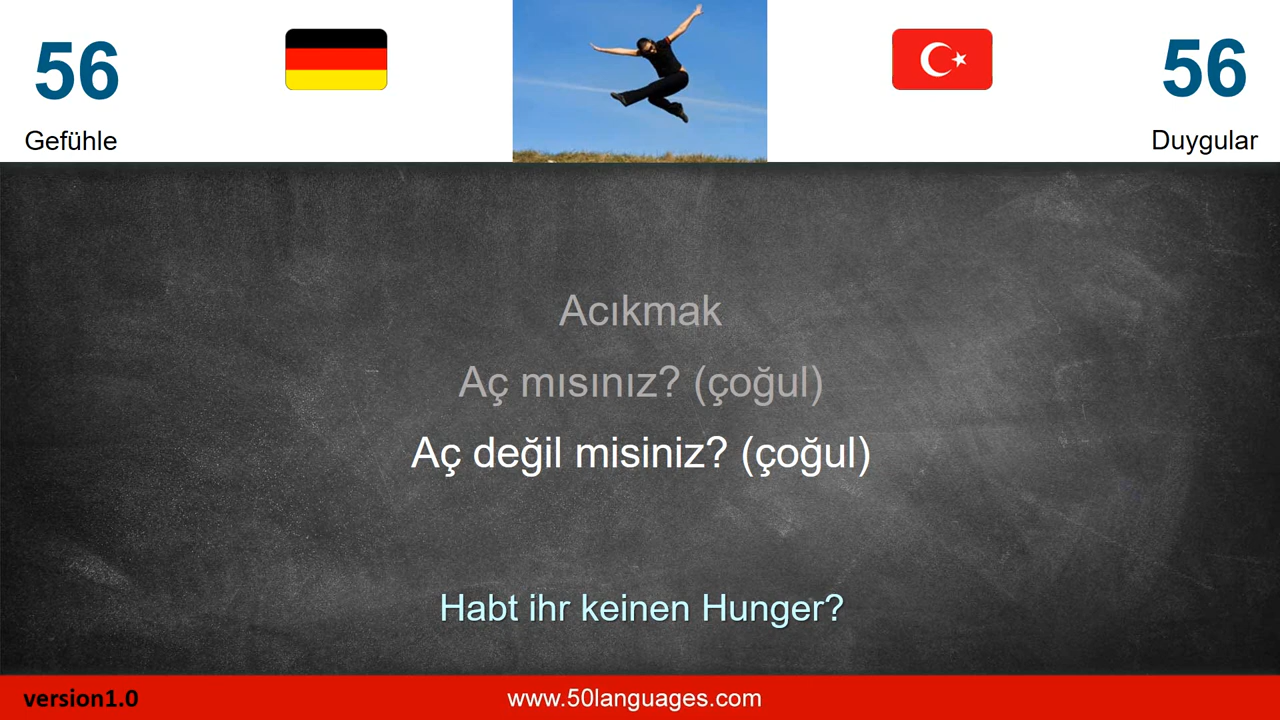 56
56
Gefühle
Duygular
Acıkmak
Aç mısınız? (çoğul)
Aç değil misiniz? (çoğul)
Habt ihr keinen Hunger?
version1.0
www.50languages.com